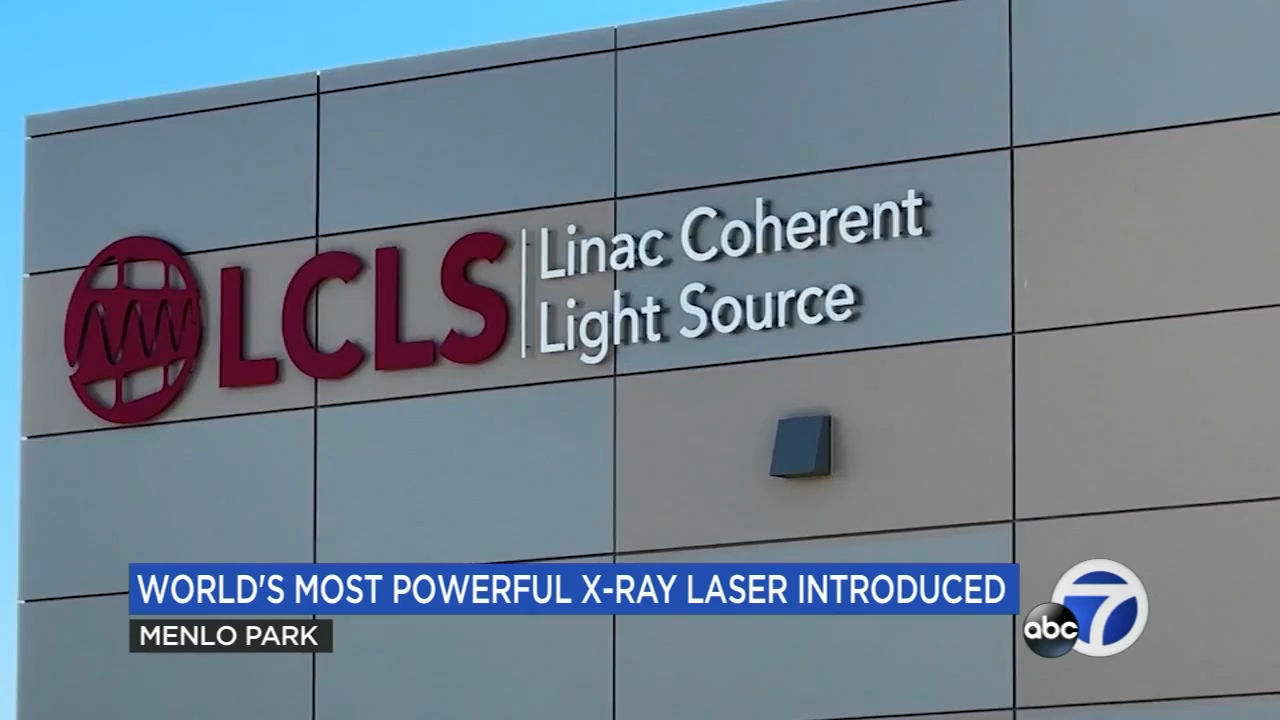 LCLS
Linac Coherent
Light Source
WORLD'S MOST POWERFUL X-RAY LASER INTRODUCED
MENLO PARK
abc 7